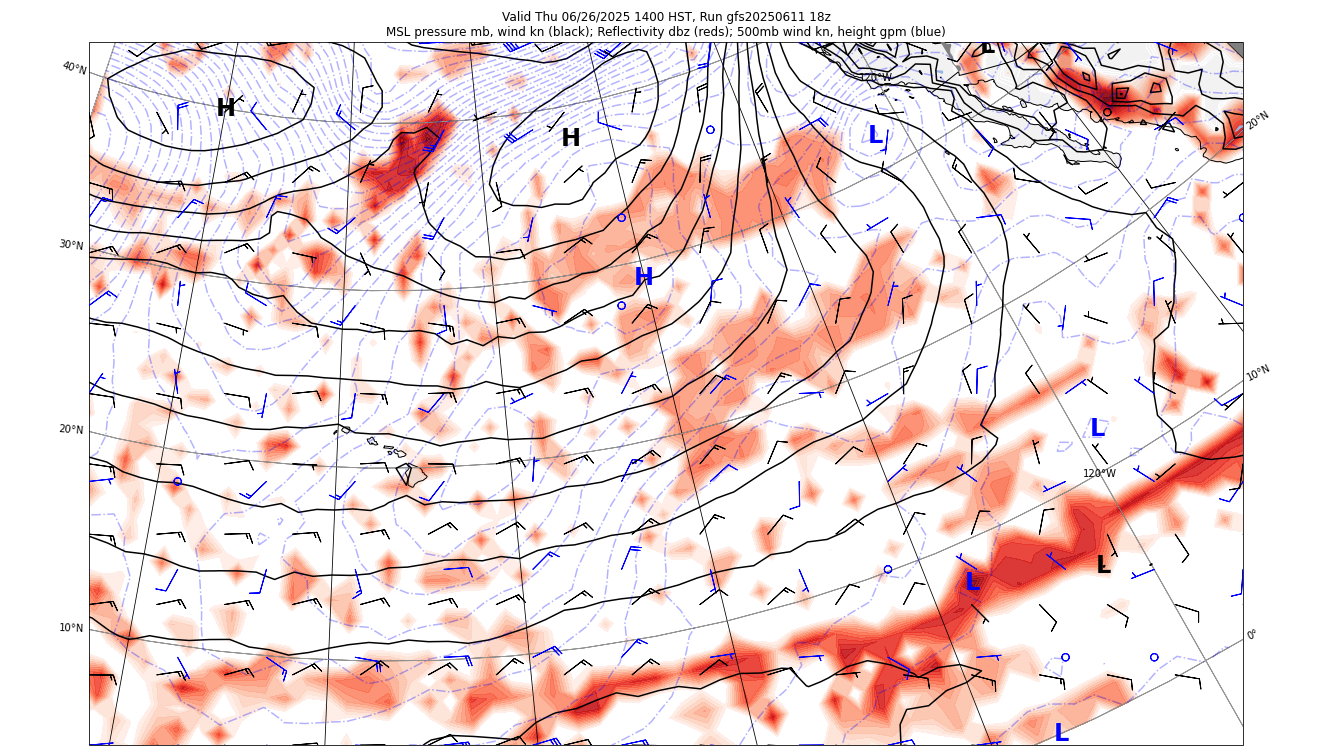 Valid Thu 06/26/2025 1400 HST, Run gfs20250611 18z
MSL pressure mb, wind kn (black); Reflectivity dbz (reds); 500mb wind kn, height gpm (blue)
L
40°N
120°W
H
20°N
H
L
30°N
H
10°N
20°N
L
120°W
L
L
10°N
0°
L